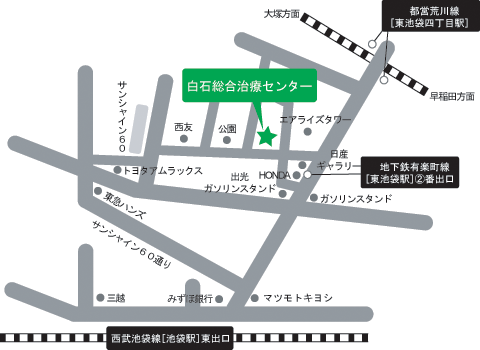 都営荒川線
[東池袋四丁目駅]
大塚方面
早稲田方面
白石総合治療センター
サンシャイン60
エアライズタワー
西友
公園
日産
ギャラリー
地下鉄有楽町線
[東池袋駅]②番出口
トヨタアムラックス
出光
ガソリンスタンド
HONDA
ガソリンスタンド
東急ハンズ
サンシャイン60通り
三越
みずほ銀行
マツモトキヨシ
西武池袋線[池袋駅]東出口